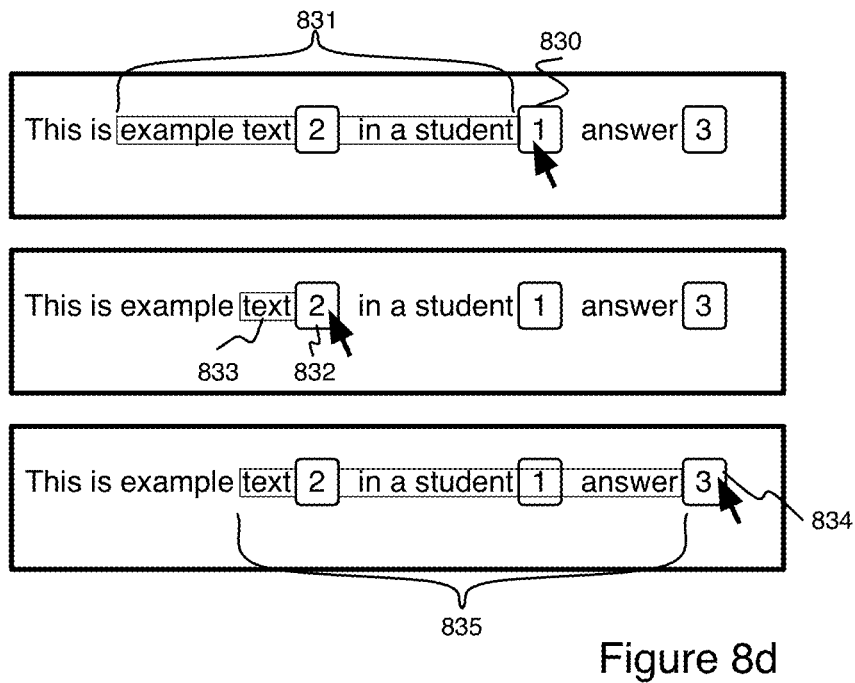 831
830
This is example text 2 in a student 1 answer 3
This is example text 2 in a student 1 answer 3
833 832
This is example text 2 in a student 1 answer 3
834
835
Figure 8d